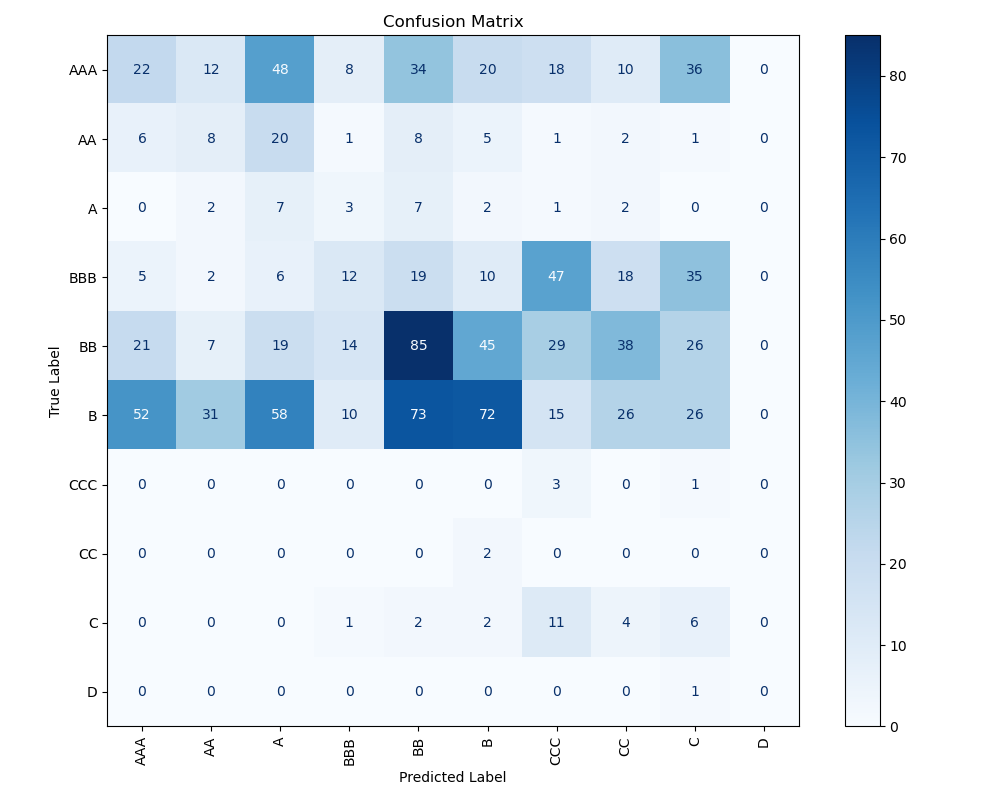 Confusion Matrix
True Label
AAA 22 12 48 8 34 20 18 10 36 0
AA 6 8 20 1 8 5 1 2 1 0
A 0 2 7 3 7 2 1 2 0 0
BBB 5 2 6 12 19 10 47 18 35 0
BB 21 7 19 14 85 45 29 38 26 0
B 52 31 58 10 73 72 15 26 26 0
CCC 0 0 0 0 0 0 3 0 1 0
CC 0 0 0 0 0 2 0 0 0 0
C 0 0 0 1 2 2 11 4 6 0
D 0 0 0 0 0 0 0 0 1 0
AAA AA A BBB BB B CCC CC C D
Predicted Label
80
70
60
50
40
30
20
10
0